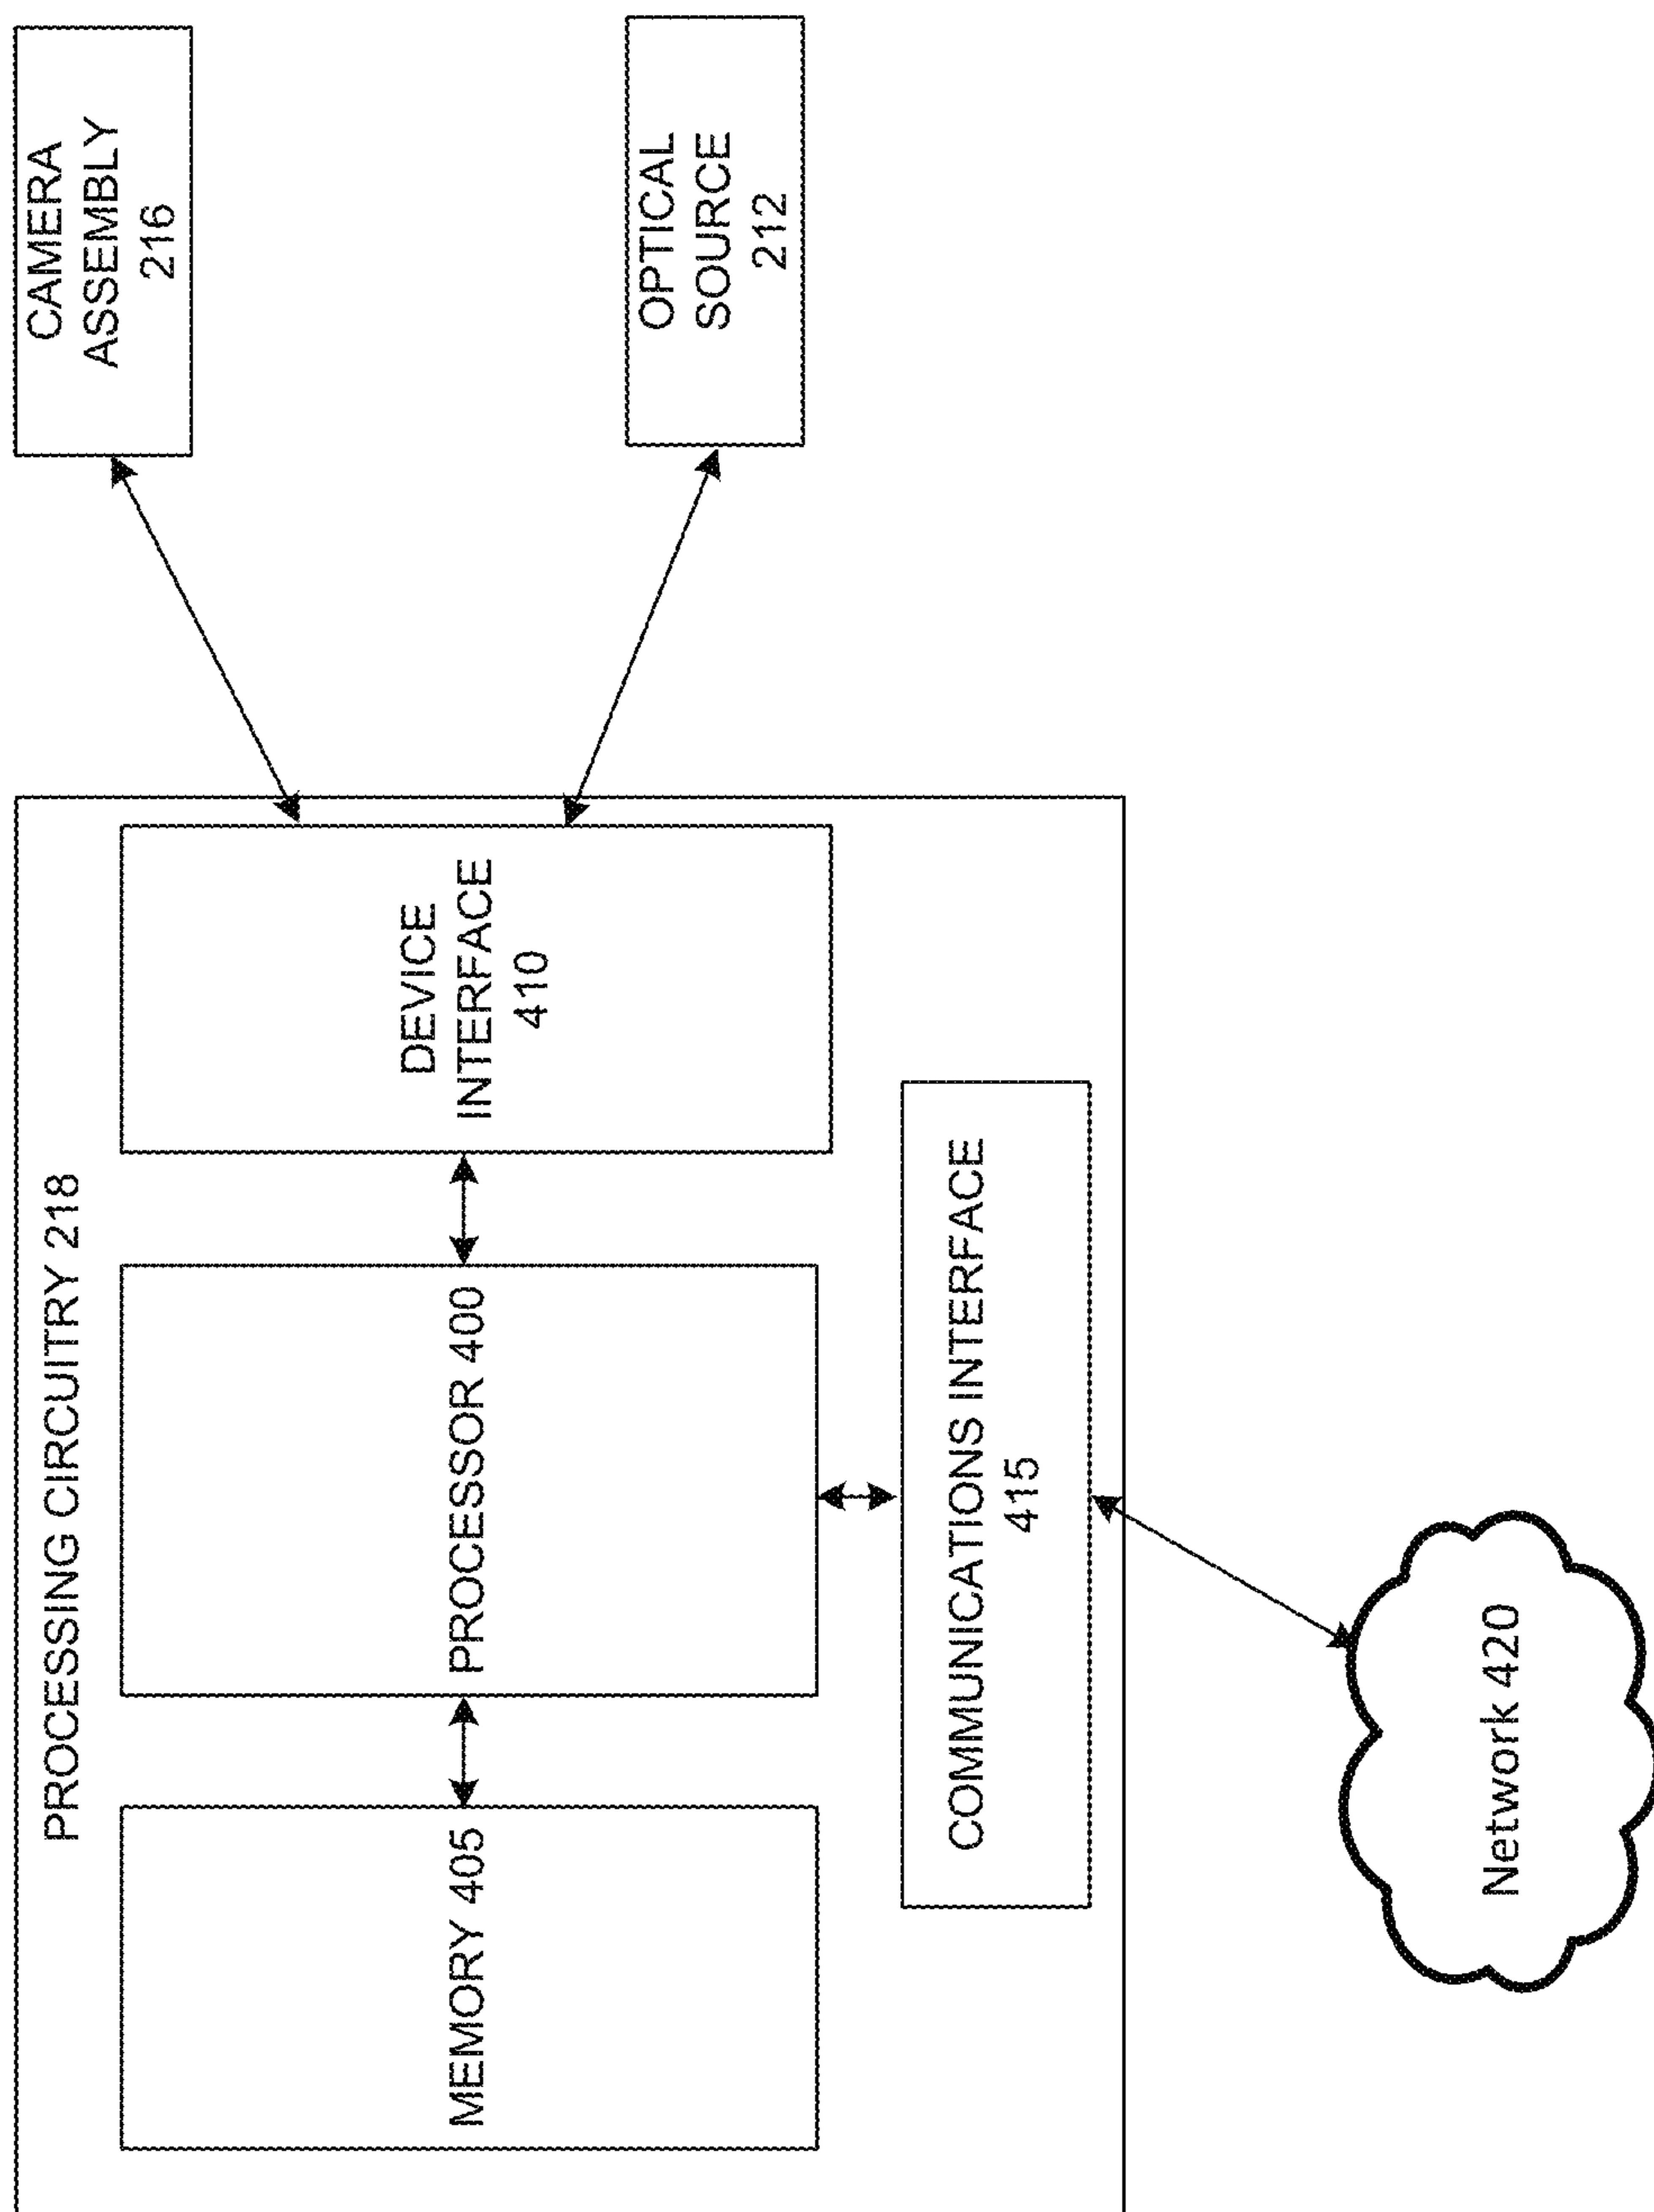 PROCESSING CIRCUITRY 218
MEMORY 405
PROCESSOR 400
DEVICE
INTERFACE
410
COMMUNICATIONS INTERFACE
415
CAMERA
ASSEMBLY
216
OPTICAL
SOURCE
212
Network 420